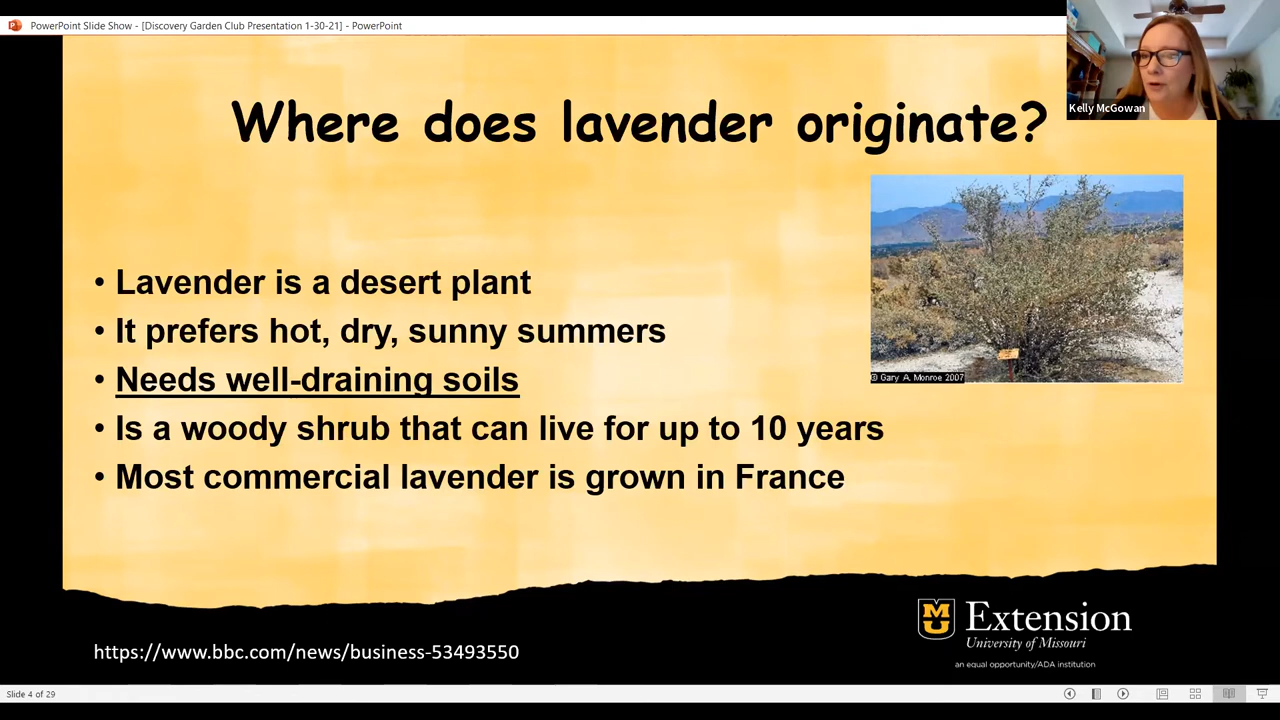 PowerPoint Slide Show - [Discovery Garden Club Presentation 1-30-21] - PowerPoint
Kelly McGowan
Where does lavender originate?
© Gary A. Monroe 2007
• Lavender is a desert plant
• It prefers hot, dry, sunny summers
• Needs well-draining soils
• Is a woody shrub that can live for up to 10 years
• Most commercial lavender is grown in France
https://www.bbc.com/news/business-53493550
MU Extension
University of Missouri
an equal opportunity/ADA institution
Slide 4 of 29